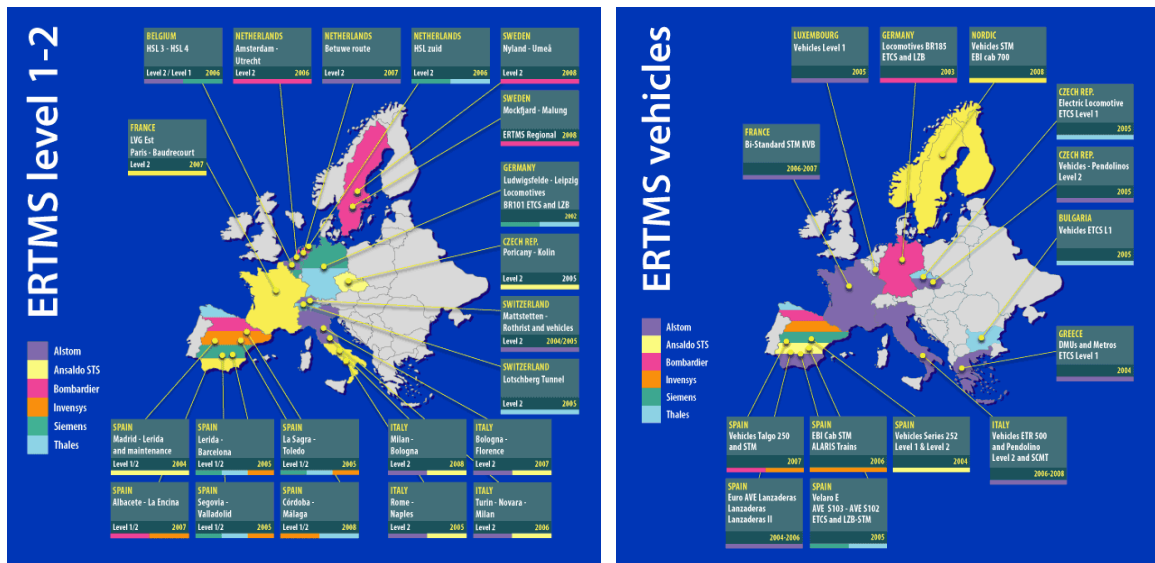 ERTMS level 1-2
BELGIUM
HSL 3 - HSL 4
Level 2 / Level 1 2006
NETHERLANDS
Amsterdam -
Utrecht
Level 2 2006
NETHERLANDS
Betuwe route
Level 2 2007
NETHERLANDS
HSL zuid
Level 2 2006
SWEDEN
Nyland - Umeå
Level 2 2008
SWEDEN
Mockfjard - Malung
ERTMS Regional 2008
FRANCE
LVG Est
Paris - Baudrecourt
Level 2 2007
GERMANY
Ludwigsfelde - Leipzig
Locomotives
BR101 ETCS and LZB
2002
CZECH REP.
Poricany - Kolin
Level 2 2005
SWITZERLAND
Mattstetten -
Rothrist and vehicles
Level 2 2004/2005
SWITZERLAND
Lotschberg Tunnel
Level 2 2005
Alstom
Ansaldo STS
Bombardier
Invensys
Siemens
Thales
SPAIN
Madrid - Lerida
and maintenance
Level 1/2 2004
SPAIN
Lerida -
Barcelona
Level 1/2 2005
SPAIN
La Sagra -
Toledo
Level 1/2 2005
ITALY
Milan -
Bologna
Level 2 2008
ITALY
Bologna -
Florence
Level 2 2007
SPAIN
Albacete - La Encina
Level 1/2 2007
SPAIN
Segovia -
Valladolid
Level 1/2 2005
SPAIN
Córdoba -
Málaga
Level 1/2 2008
ITALY
Rome -
Naples
Level 2 2005
ITALY
Turin - Novara -
Milan
Level 2 2006
ERTMS vehicles
LUXEMBOURG
Vehicles Level 1
2005
GERMANY
Locomotives BR185
ETCS and LZB
2003
NORDIC
Vehicles STM
EBI cab 700
2008
CZECH REP.
Electric Locomotive
ETCS Level 1
2005
FRANCE
Bi-Standard STM KVB
2006-2007
CZECH REP.
Vehicles - Pendolinos
Level 2
2005
BULGARIA
Vehicles ETCS L1
2005
GREECE
DMUs and Metros
ETCS Level 1
2004
Alstom
Ansaldo STS
Bombardier
Invensys
Siemens
Thales
SPAIN
Vehicles Talgo 250
and STM
2007
SPAIN
EBI Cab STM
ALARIS Trains
2006
SPAIN
Vehicles Series 252
Level 1 & Level 2
2004
ITALY
Vehicles ETR 500
and Pendolino
Level 2 and SCMT
2006-2008
SPAIN
Euro AVE Lanzaderas
Lanzaderas
Lanzaderas II
2004-2006
SPAIN
Velaro E
AVE S103 - AVE S102
ETCS and LZB-STM
2005